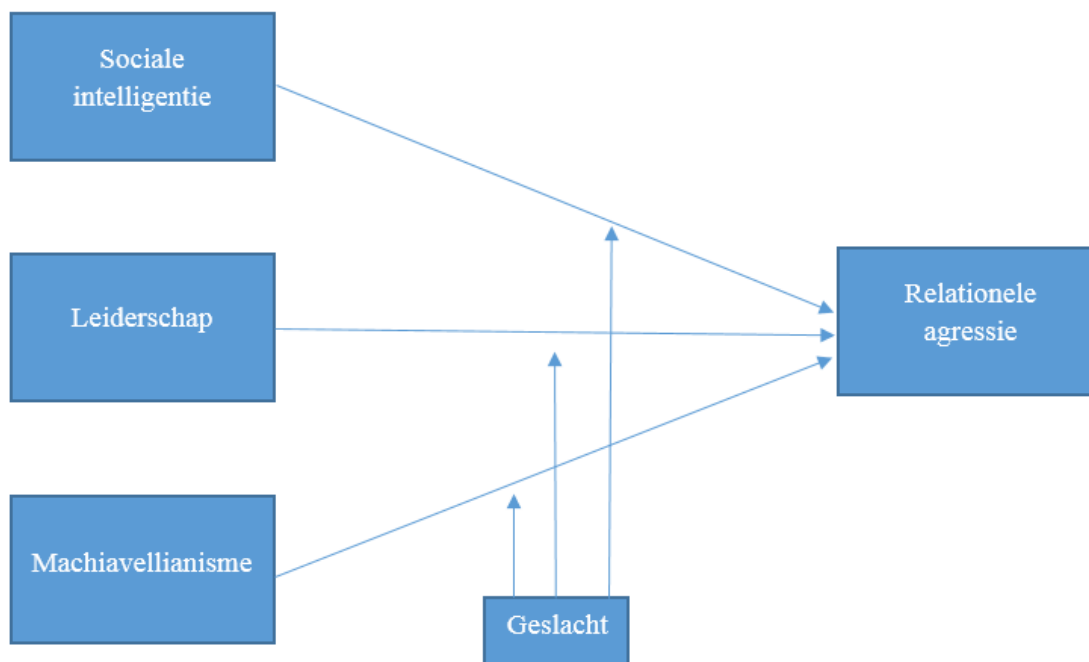 Sociale
intelligentie
Leiderschap
Relationele
agressie
Machiavellianisme
Geslacht